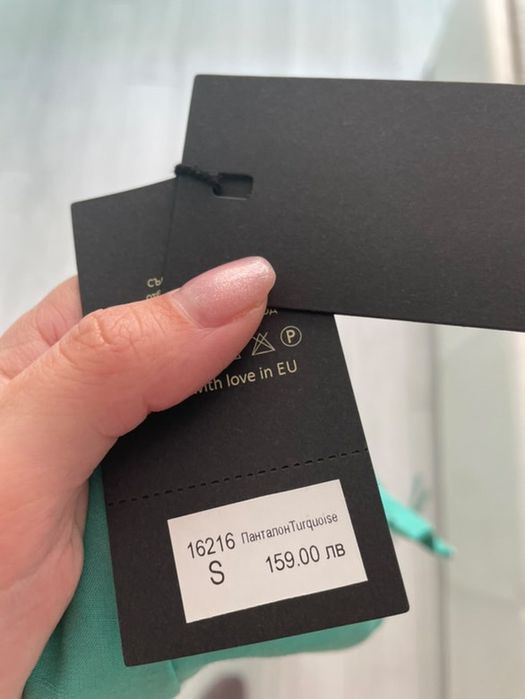 with love in EU
16216 ПанталонTurquoise
S 159.00 лв